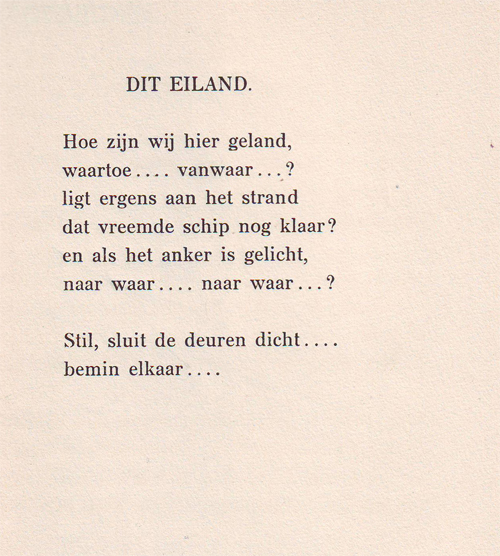 DIT EILAND.
Hoe zijn wij hier geland,
waartoe.... vanwaar...?
ligt ergens aan het strand
dat vreemde schip nog klaar?
en als het anker is gelicht,
naar waar.... naar waar...?
Stil, sluit de deuren dicht....
bemin elkaar....